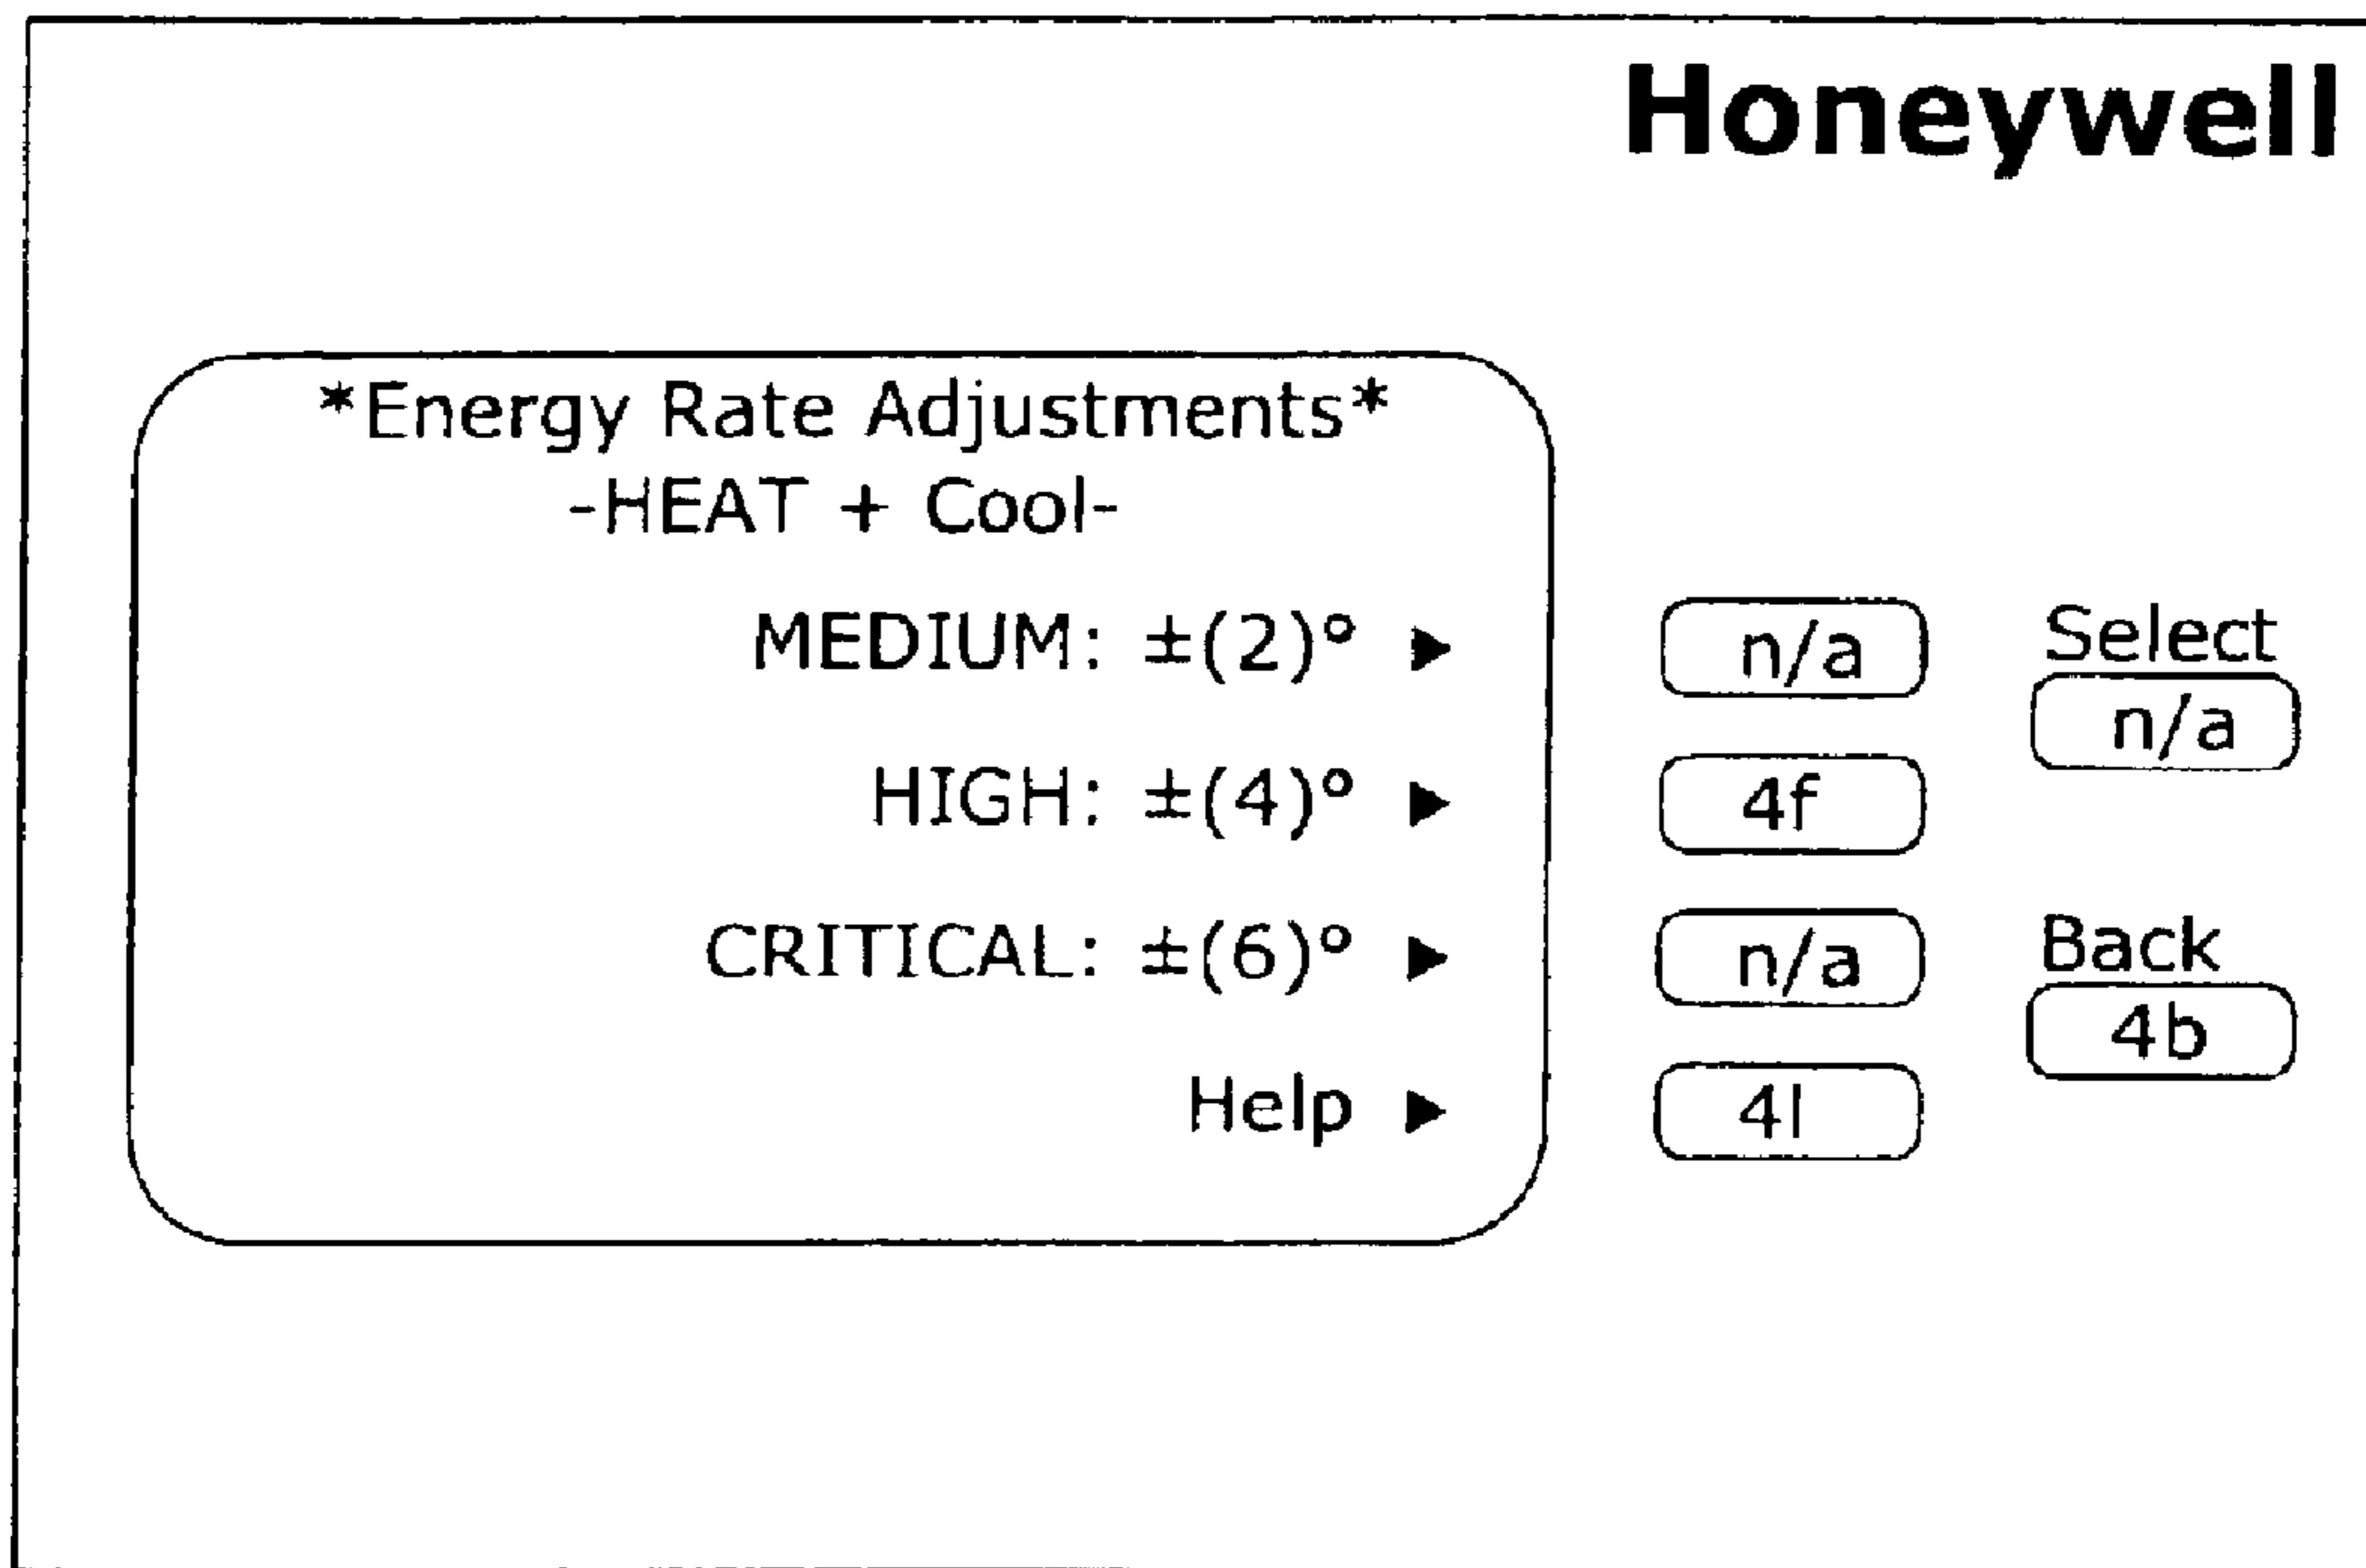 Honeywell
*Energy Rate Adjustments*
-HEAT + Cool-
MEDIUM: ±(2)º ▶ n/a
Select
n/a
HIGH: ±(4)º ▶ 4f
CRITICAL: ±(6)º ▶ n/a
Back
4b
Help ▶ 4l